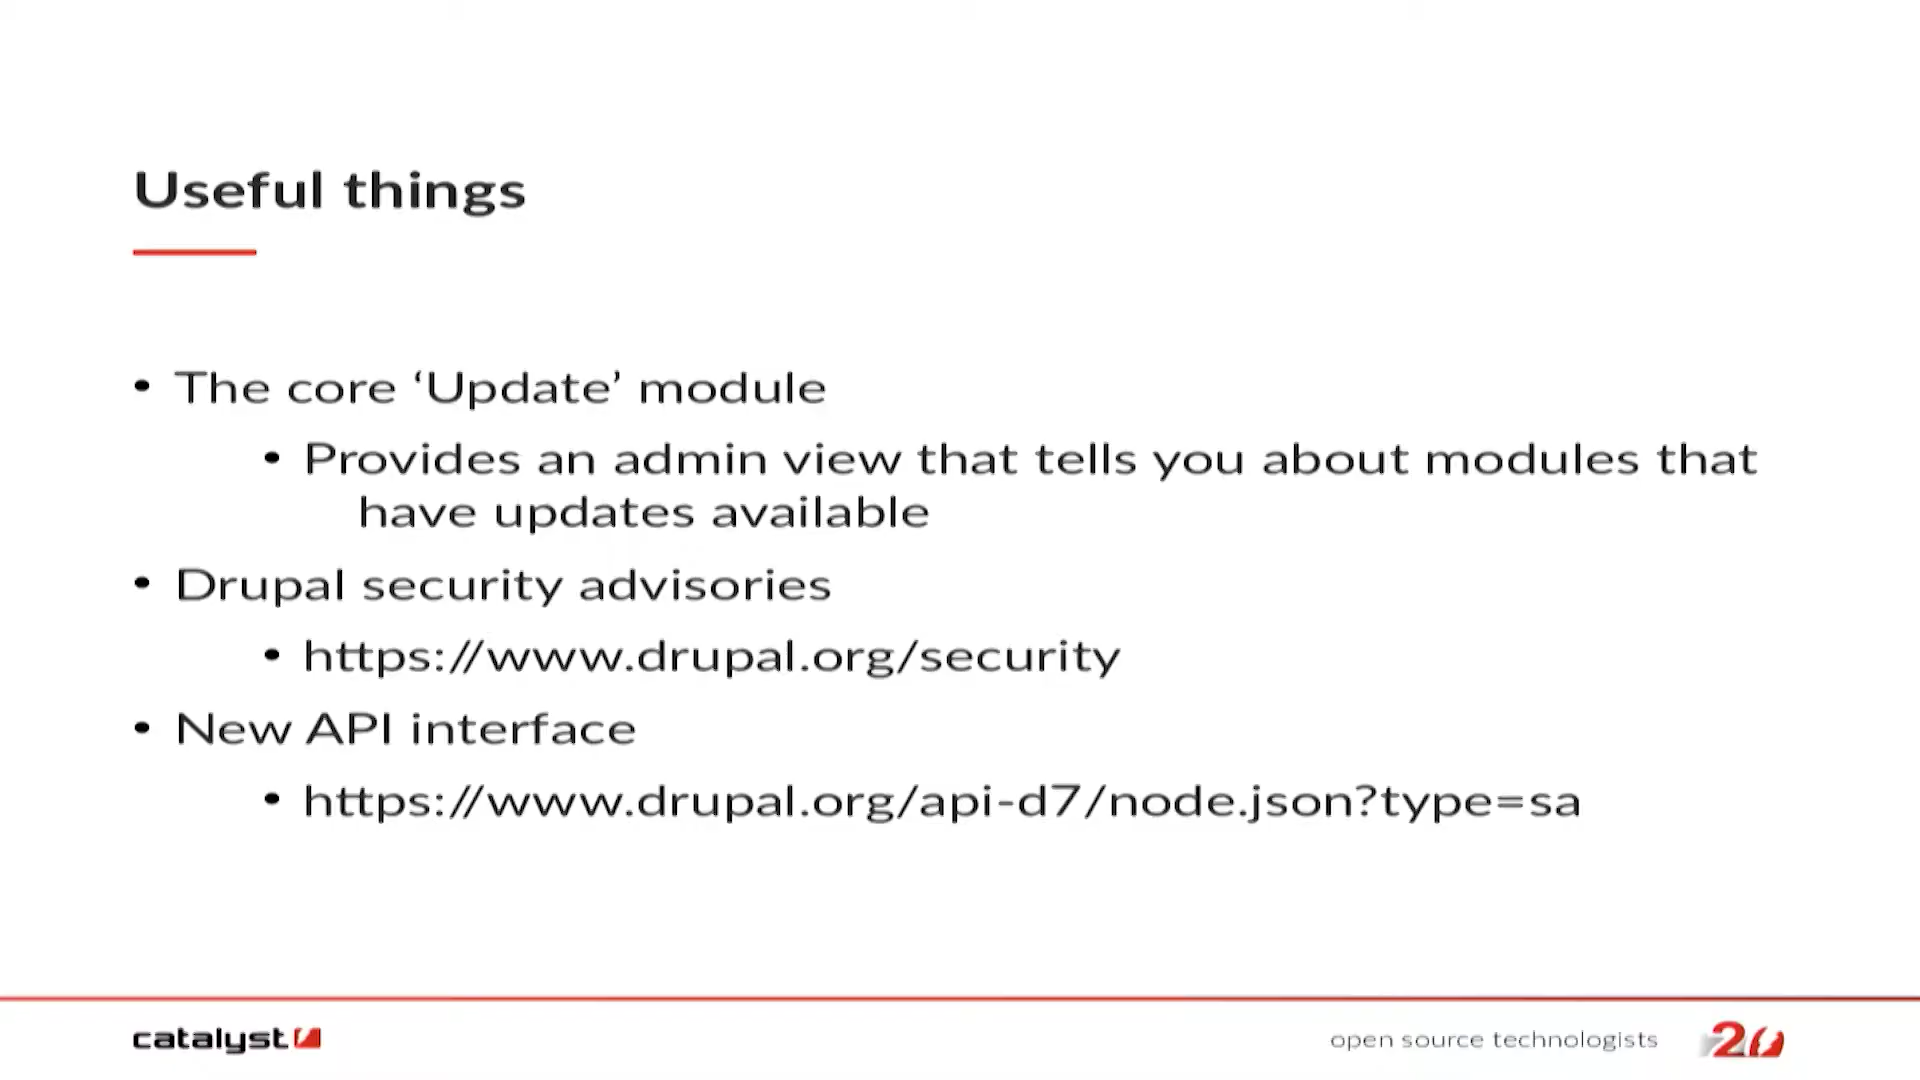 Useful things
• The core ‘Update’ module
• Provides an admin view that tells you about modules that
have updates available
• Drupal security advisories
• https://www.drupal.org/security
• New API interface
• https://www.drupal.org/api-d7/node.json?type=sa
catalyst
open source technologists
20